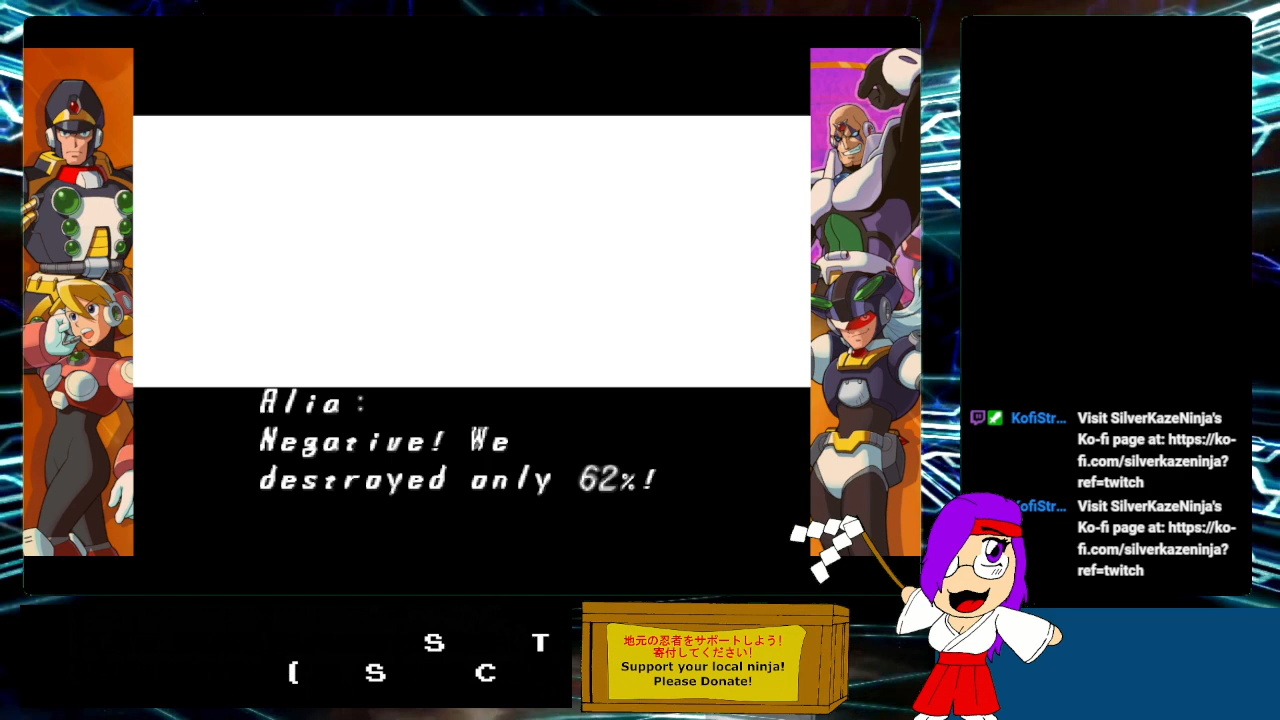 Alia:
Negative! We
destroyed only 62%!
KofiStr... Visit SilverKazeNinja's
Ko-fi page at: https://ko-
fi.com/silverkazeninja?
ref=twitch
ofiStr... Visit SilverKazeNinja's
Ko-fi page at: https://ko-
fi.com/silverkazeninja?
ref=twitch
S T
( S C
地元の忍者をサポートしよう!
寄付してください!
Support your local ninja!
Please Donate!